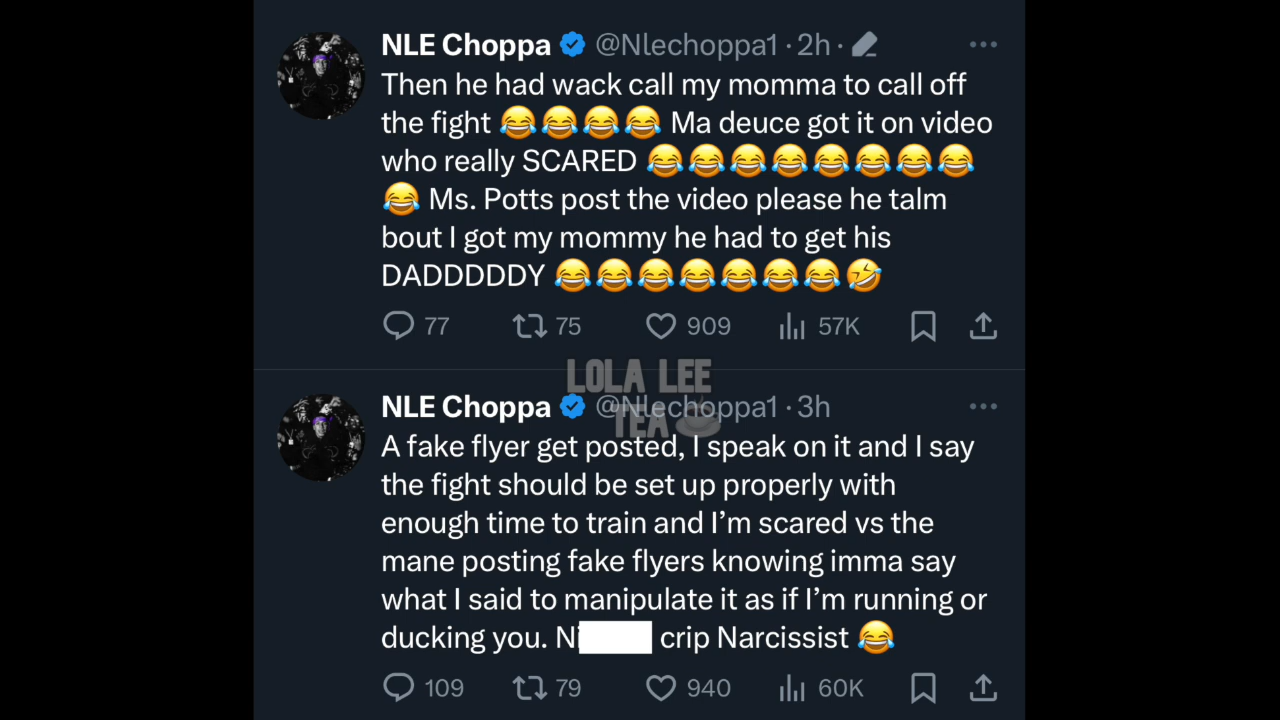 NLE Choppa @Nlechoppa1 · 2h ·
Then he had wack call my momma to call off
the fight 😂😂😂😂 Ma deuce got it on video
who really SCARED 😂😂😂😂😂😂😂😂
😂 Ms. Potts post the video please he talm
bout I got my mommy he had to get his
DADDDDDY 😂😂😂😂😂😂😂🤣
77 75 909 57K
LOLA LEE
TEA
NLE Choppa @Nlechoppa1 · 3h
A fake flyer get posted, I speak on it and I say
the fight should be set up properly with
enough time to train and I'm scared vs the
mane posting fake flyers knowing imma say
what I said to manipulate it as if I'm running or
ducking you. Ni crip Narcissist 😂
109 79 940 60K